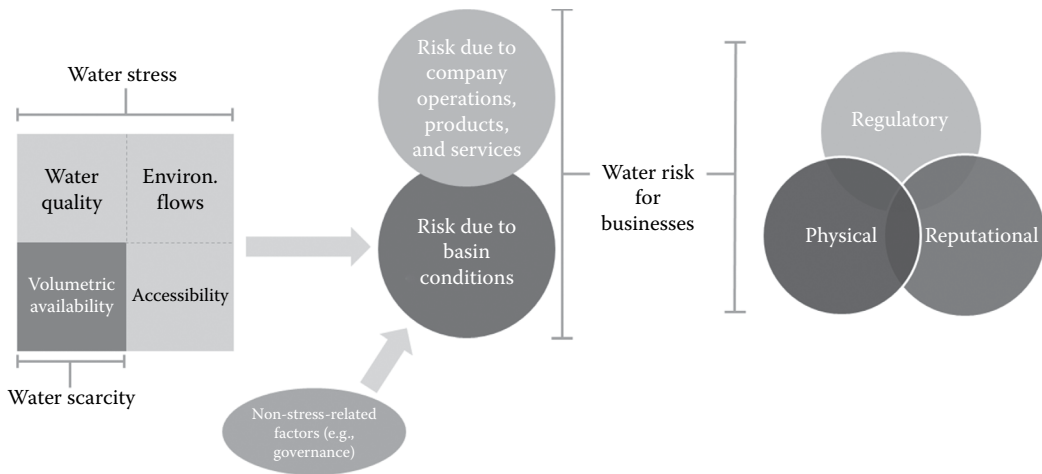 Water stress
Water
quality
Environ.
flows
Volumetric
availability
Accessibility
Water scarcity
Risk due to
company
operations,
products,
and services
Risk due to
basin
conditions
Non-stress-related
factors (e.g.,
governance)
Water risk
for
businesses
Regulatory
Physical
Reputational